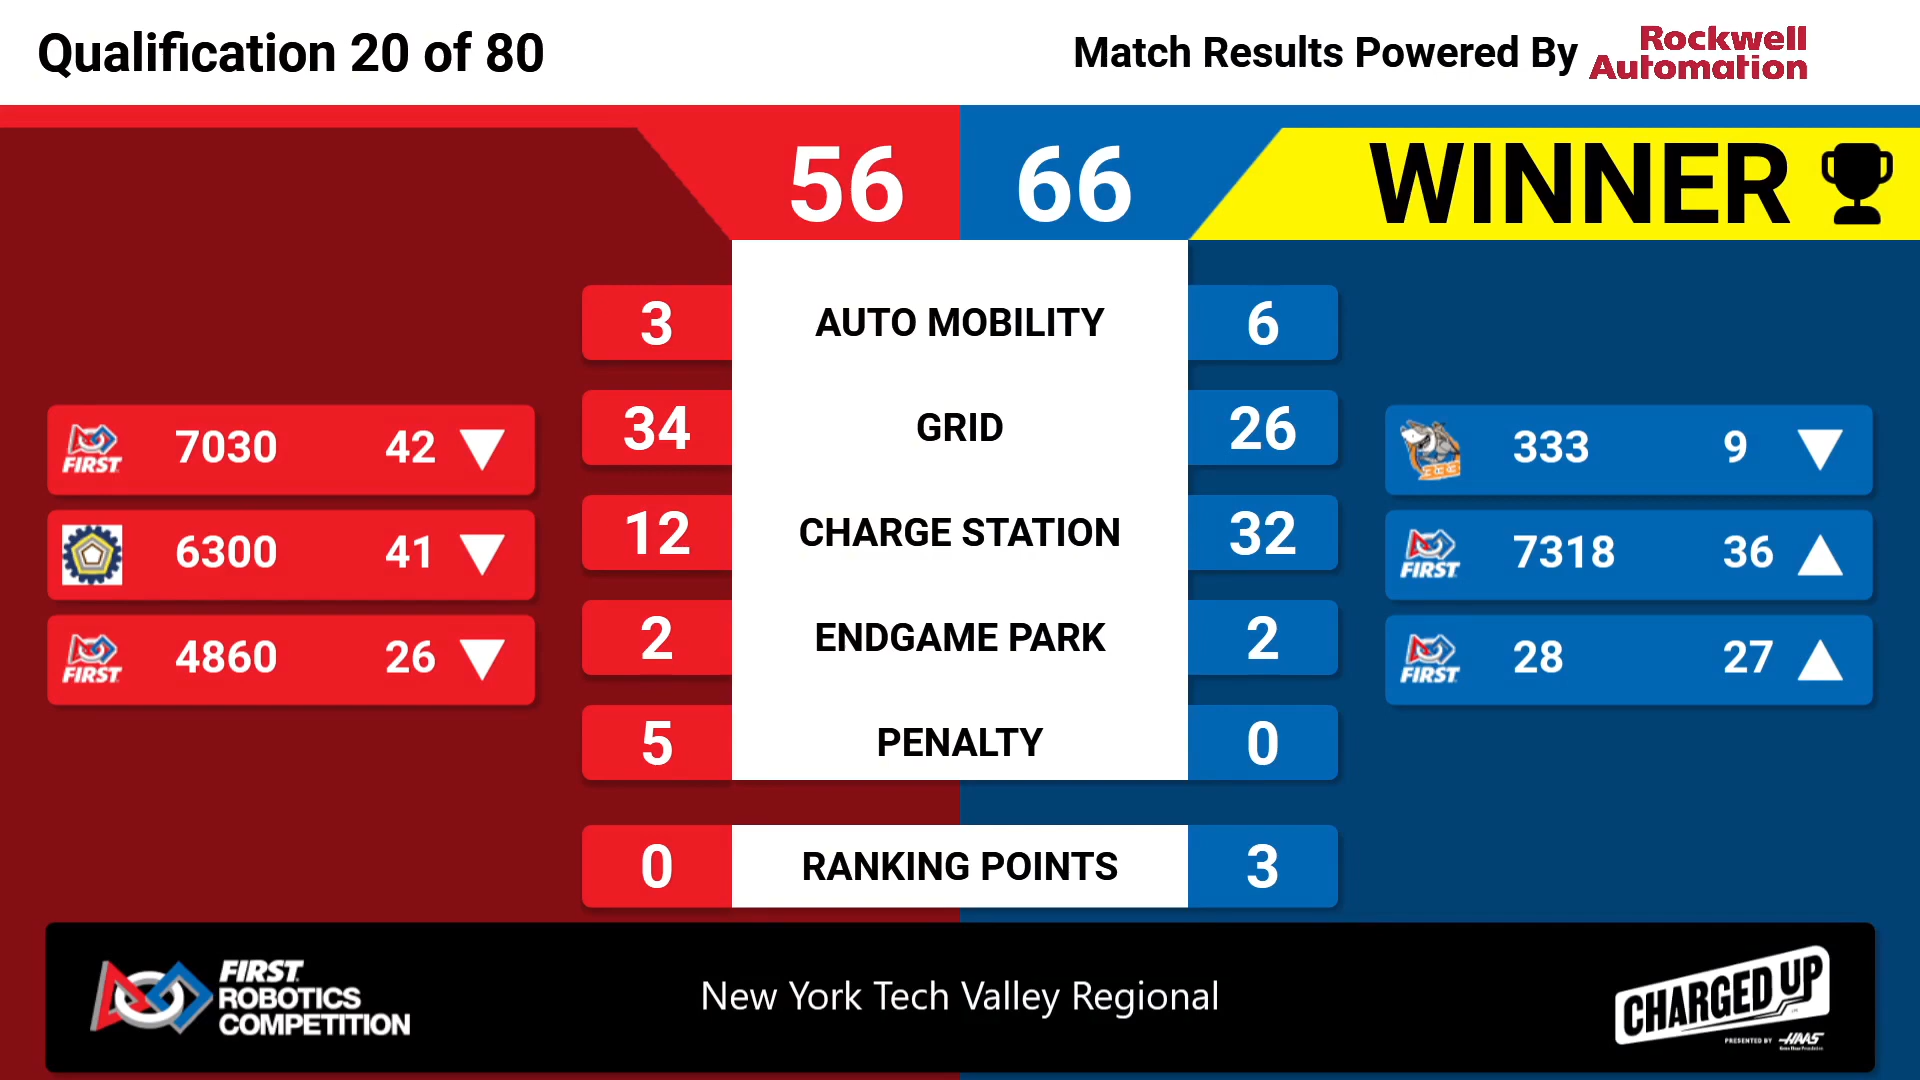 Qualification 20 of 80
Match Results Powered By
Rockwell
Automation
56 66 WINNER
3 AUTO MOBILITY 6
34 GRID 26
12 CHARGE STATION 32
2 ENDGAME PARK 2
5 PENALTY 0
0 RANKING POINTS 3
FIRST 7030 42
6300 41
FIRST 4860 26
333 9
FIRST 7318 36
FIRST 28 27
FIRST
ROBOTICS
COMPETITION
New York Tech Valley Regional
CHARGED UP
PRESENTED BY HAAS